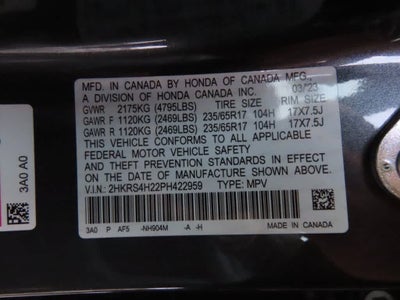 MFD. IN CANADA BY HONDA OF CANADA MFG.,
A DIVISION OF HONDA CANADA INC. 03/23
GVWR 2175KG (4795LBS) TIRE SIZE RIM SIZE
GAWR F 1120KG (2469LBS) 235/65R17 104H 17X7.5J
GAWR R 1120KG (2469LBS) 235/65R17 104H 17X7.5J
THIS VEHICLE CONFORMS TO ALL APPLICABLE
FEDERAL MOTOR VEHICLE SAFETY
AND THEFT PREVENTION STANDARDS IN EFFECT
ON THE DATE OF MANUFACTURE SHOWN ABOVE.
V.I.N: 2HKRS4H22PH422959 TYPE: MPV
3A0 P AF5 -NH904M -A -H MADE IN CANADA
3A0 A0